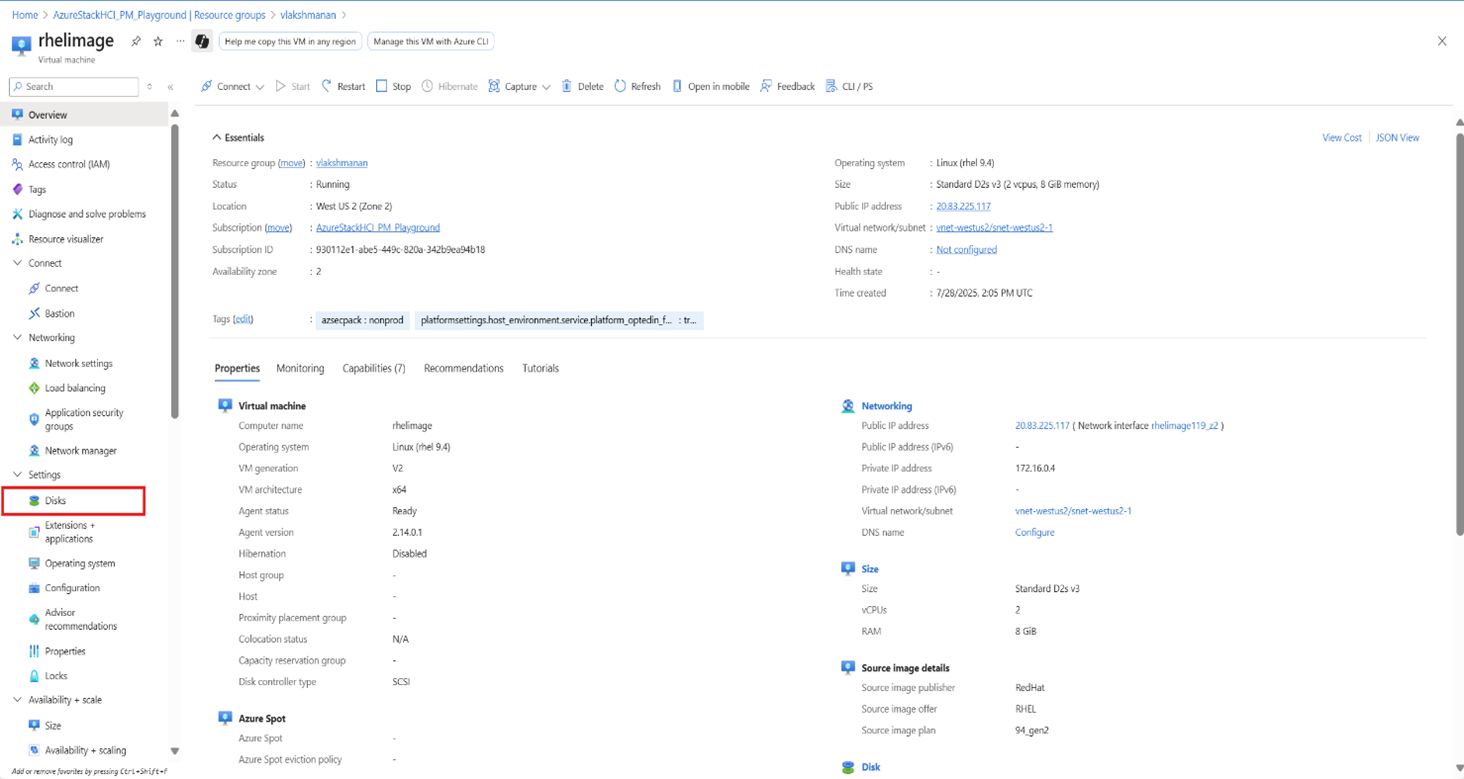 Home > AzureStackHCI_PM_Playground | Resource groups > vlakshmanan >
rhelimage
Virtual machine
Help me copy this VM in any region
Manage this VM with Azure CLI
Search
Connect
Start
Restart
Stop
Hibernate
Capture
Delete
Refresh
Open in mobile
Feedback
CLI / PS
Overview
Activity log
Access control (IAM)
Tags
Diagnose and solve problems
Resource visualizer
Connect
Connect
Bastion
Networking
Network settings
Load balancing
Application security
groups
Network manager
Settings
Disks
Extensions +
applications
Operating system
Configuration
Advisor
recommendations
Properties
Locks
Availability + scale
Size
Availability + scaling
Add or remove favorites by pressing Ctrl+Shift+F
Essentials
View Cost
JSON View
Resource group (move) : vlakshmanan
Status : Running
Location : West US 2 (Zone 2)
Subscription (move) : AzureStackHCI_PM_Playground
Subscription ID : 930112e1-abe5-449c-820a-342b9ea94b18
Availability zone : 2
Operating system : Linux (rhel 9.4)
Size : Standard D2s v3 (2 vcpus, 8 GiB memory)
Public IP address : 20.83.225.117
Virtual network/subnet : vnet-westus2/snet-westus2-1
DNS name : Not configured
Health state : -
Time created : 7/28/2025, 2:05 PM UTC
Tags (edit) : azsecpack : nonprod platformsettings.host_environment.service.platform_optedin_f... : tr...
Properties
Monitoring
Capabilities (7)
Recommendations
Tutorials
Virtual machine
Computer name rhelimage
Operating system Linux (rhel 9.4)
VM generation V2
VM architecture x64
Agent status Ready
Agent version 2.14.0.1
Hibernation Disabled
Host group -
Host -
Proximity placement group -
Colocation status N/A
Capacity reservation group -
Disk controller type SCSI
Azure Spot
Azure Spot -
Azure Spot eviction policy -
Networking
Public IP address 20.83.225.117 ( Network interface rhelimage119_z2 )
Public IP address (IPv6) -
Private IP address 172.16.0.4
Private IP address (IPv6) -
Virtual network/subnet vnet-westus2/snet-westus2-1
DNS name Configure
Size
Size Standard D2s v3
vCPUs 2
RAM 8 GiB
Source image details
Source image publisher RedHat
Source image offer RHEL
Source image plan 94_gen2
Disk